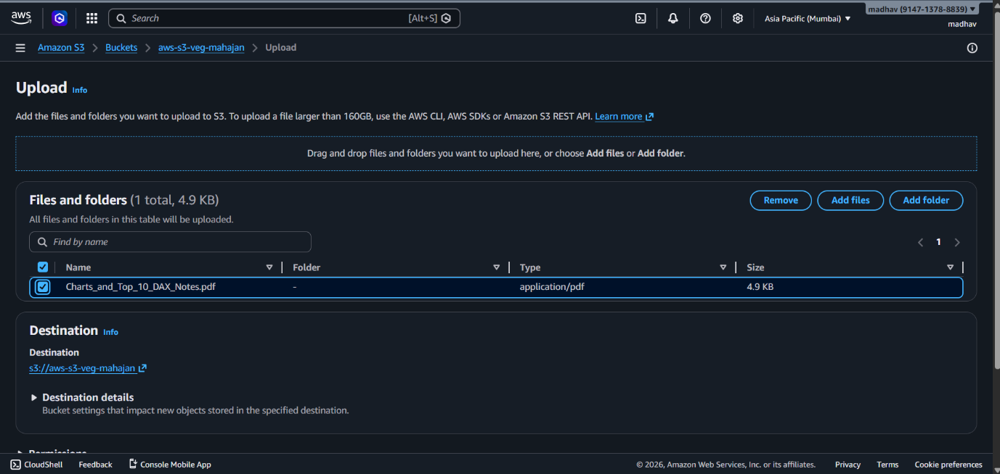 aws
Search [Alt+S]
Asia Pacific (Mumbai) ▼
madhav (9147-1378-8839) ▼
madhav
Amazon S3 > Buckets > aws-s3-veg-mahajan > Upload
Upload Info
Add the files and folders you want to upload to S3. To upload a file larger than 160GB, use the AWS CLI, AWS SDKs or Amazon S3 REST API. Learn more
Drag and drop files and folders you want to upload here, or choose Add files or Add folder.
Files and folders (1 total, 4.9 KB)
Remove Add files Add folder
All files and folders in this table will be uploaded.
Find by name
1
Name Folder Type Size
Charts_and_Top_10_DAX_Notes.pdf - application/pdf 4.9 KB
Destination Info
Destination
s3://aws-s3-veg-mahajan
Destination details
Bucket settings that impact new objects stored in the specified destination.
Permissions
CloudShell Feedback Console Mobile App © 2026, Amazon Web Services, Inc. or its affiliates. Privacy Terms Cookie preferences